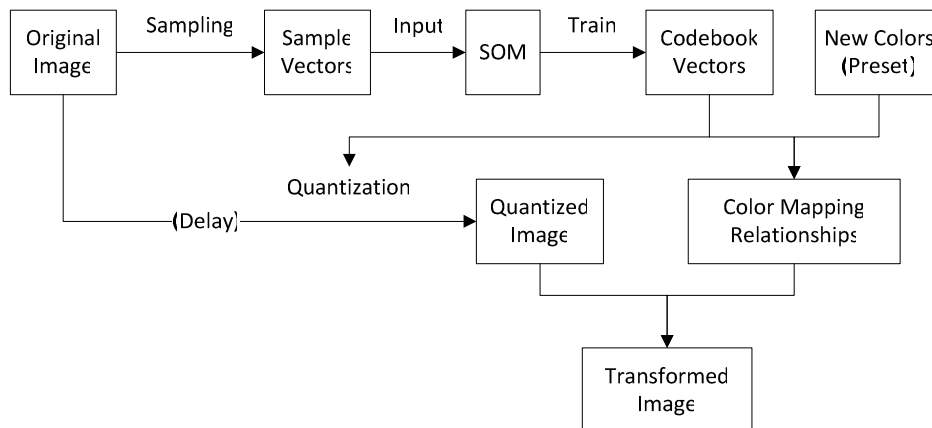 Original
Image
Sampling
Sample
Vectors
Input
SOM
Train
Codebook
Vectors
New Colors
(Preset)
Quantization
(Delay)
Quantized
Image
Color Mapping
Relationships
Transformed
Image